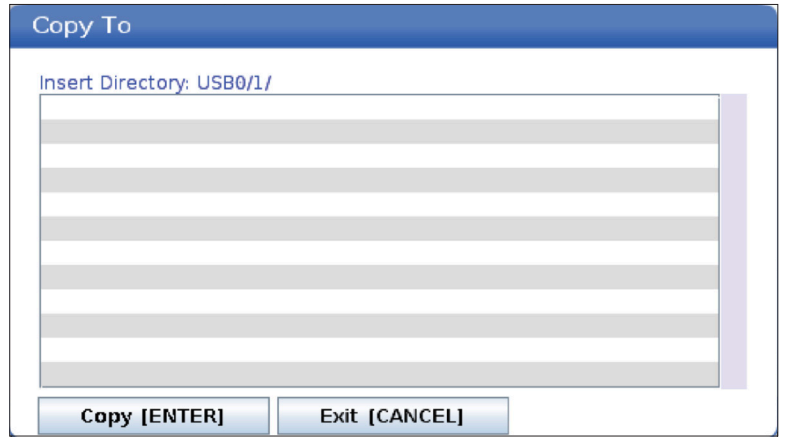 Copy To
Insert Directory: USB0/1/
Copy [ENTER] Exit [CANCEL]